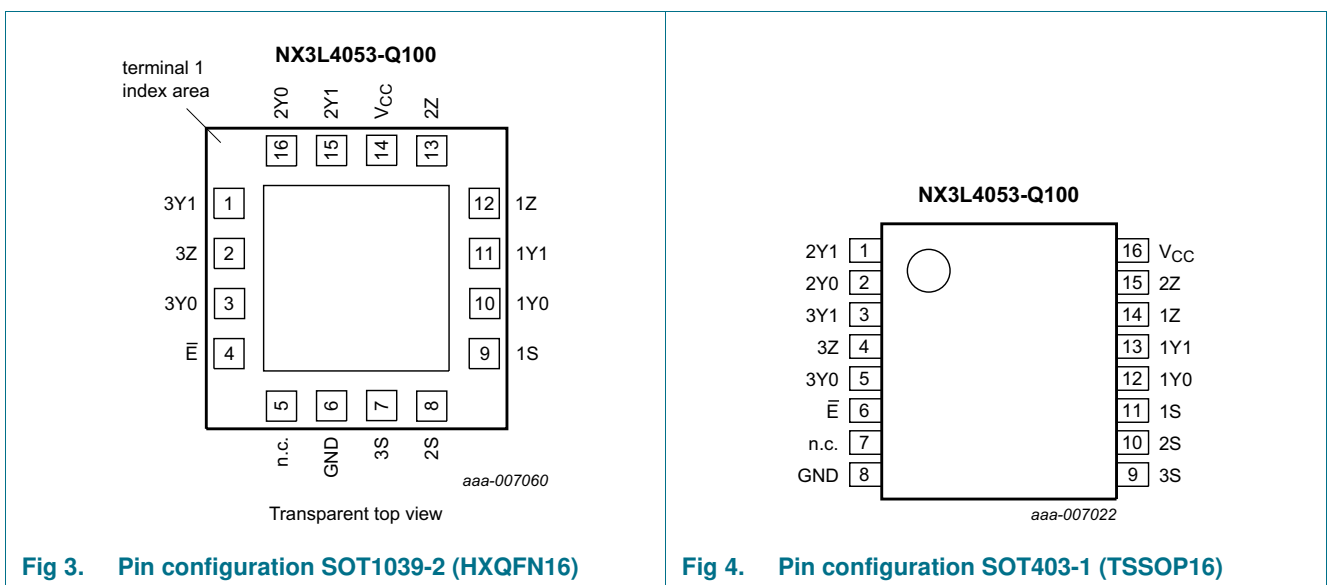 NX3L4053-Q100
terminal 1
index area
2Y0
2Y1
VCC
2Z
16
15
14
13
3Y1 1
12 1Z
3Z 2
11 1Y1
3Y0 3
10 1Y0
E̅ 4
9 1S
5
6
7
8
n.c.
GND
3S
2S
aaa-007060
Transparent top view
Fig 3. Pin configuration SOT1039-2 (HXQFN16)
NX3L4053-Q100
2Y1 1
16 VCC
2Y0 2
15 2Z
3Y1 3
14 1Z
3Z 4
13 1Y1
3Y0 5
12 1Y0
E̅ 6
11 1S
n.c. 7
10 2S
GND 8
9 3S
aaa-007022
Fig 4. Pin configuration SOT403-1 (TSSOP16)